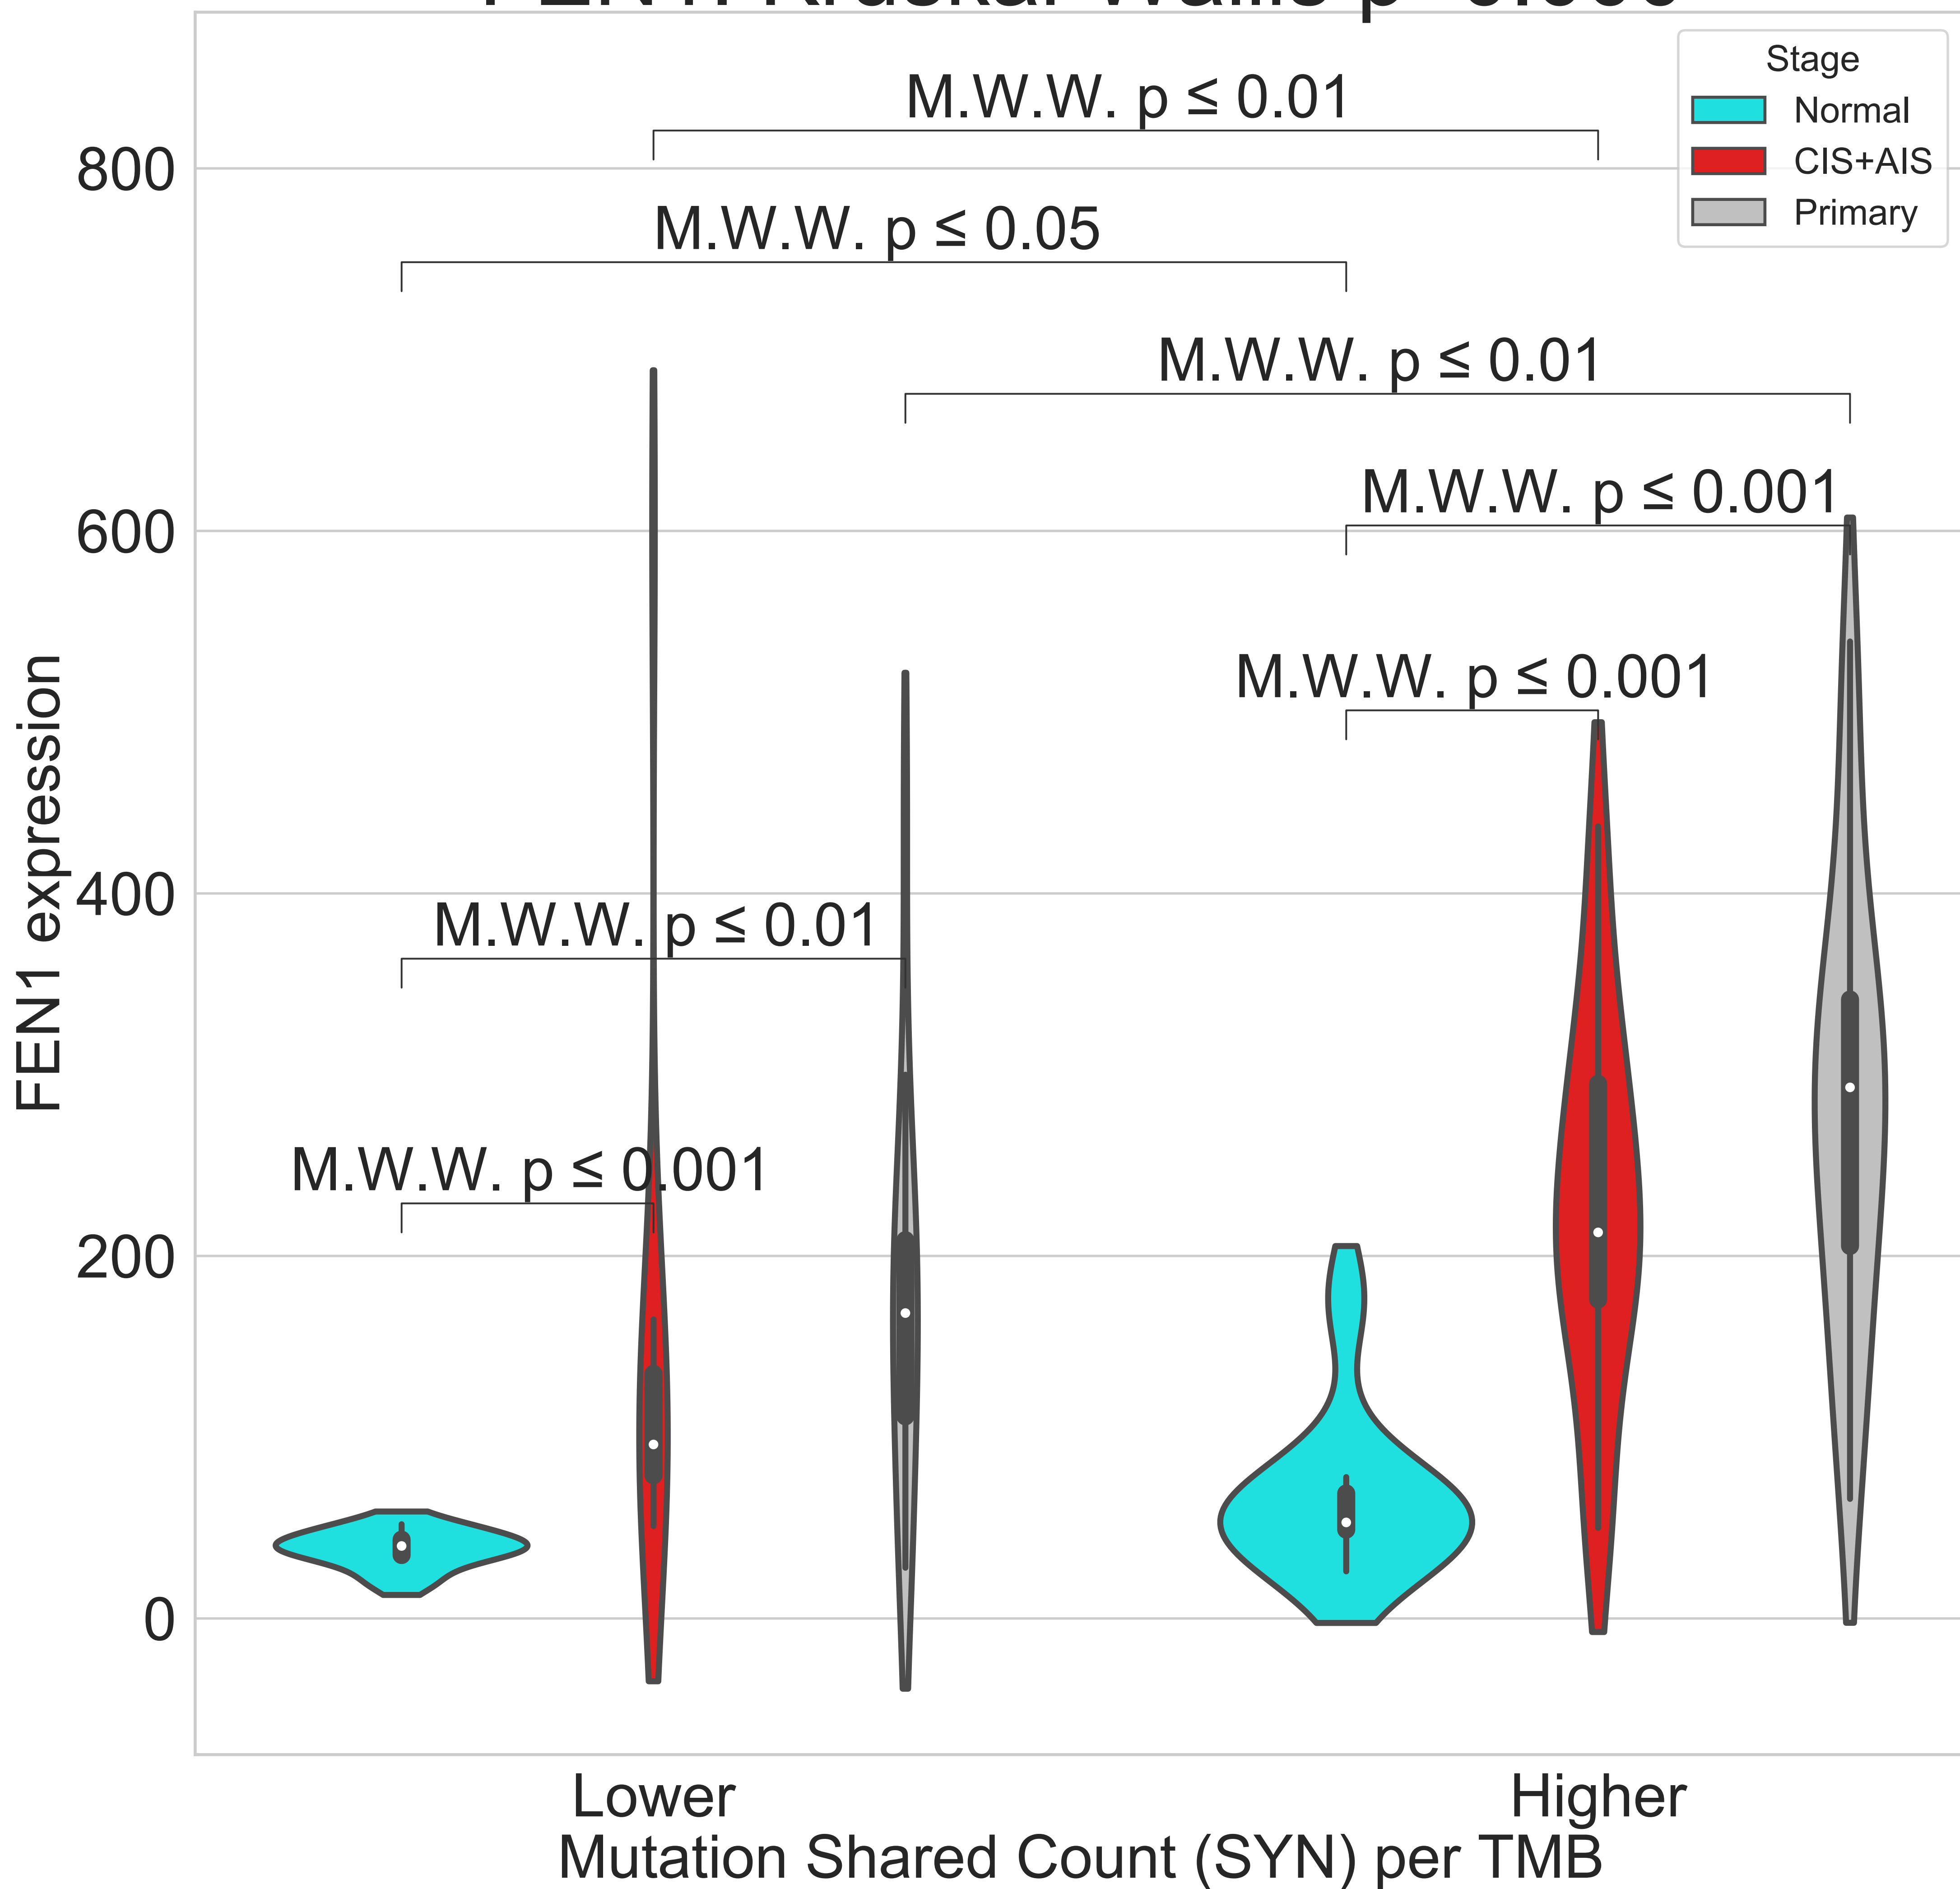 Stage
Normal
CIS+AIS
Primary
M.W.W. p ≤ 0.01
M.W.W. p ≤ 0.05
M.W.W. p ≤ 0.01
M.W.W. p ≤ 0.001
M.W.W. p ≤ 0.001
M.W.W. p ≤ 0.01
M.W.W. p ≤ 0.001
800
600
400
200
0
FEN1 expression
Lower
Higher
Mutation Shared Count (SYN) per TMB